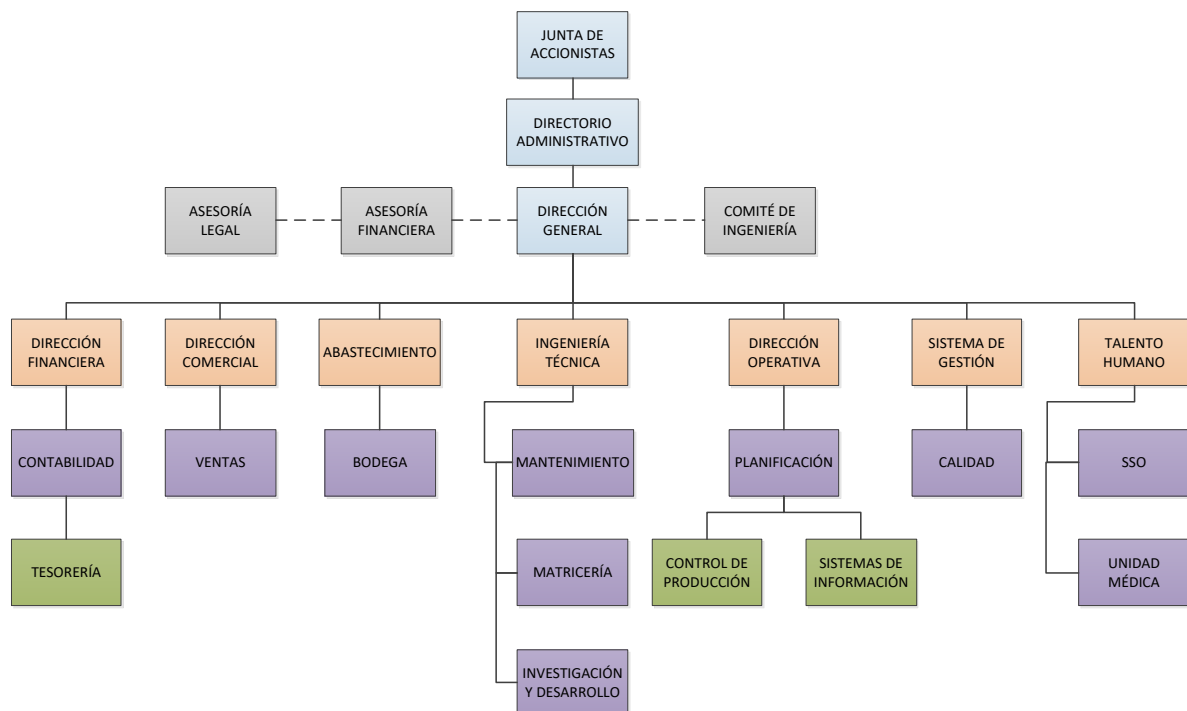 JUNTA DE
ACCIONISTAS
DIRECTORIO
ADMINISTRATIVO
ASESORÍA
LEGAL
ASESORÍA
FINANCIERA
DIRECCIÓN
GENERAL
COMITÉ DE
INGENIERÍA
DIRECCIÓN
FINANCIERA
DIRECCIÓN
COMERCIAL
ABASTECIMIENTO
INGENIERÍA
TÉCNICA
DIRECCIÓN
OPERATIVA
SISTEMA DE
GESTIÓN
TALENTO
HUMANO
CONTABILIDAD
VENTAS
BODEGA
MANTENIMIENTO
PLANIFICACIÓN
CALIDAD
SSO
TESORERÍA
MATRICERÍA
CONTROL DE
PRODUCCIÓN
SISTEMAS DE
INFORMACIÓN
UNIDAD
MÉDICA
INVESTIGACIÓN
Y DESARROLLO